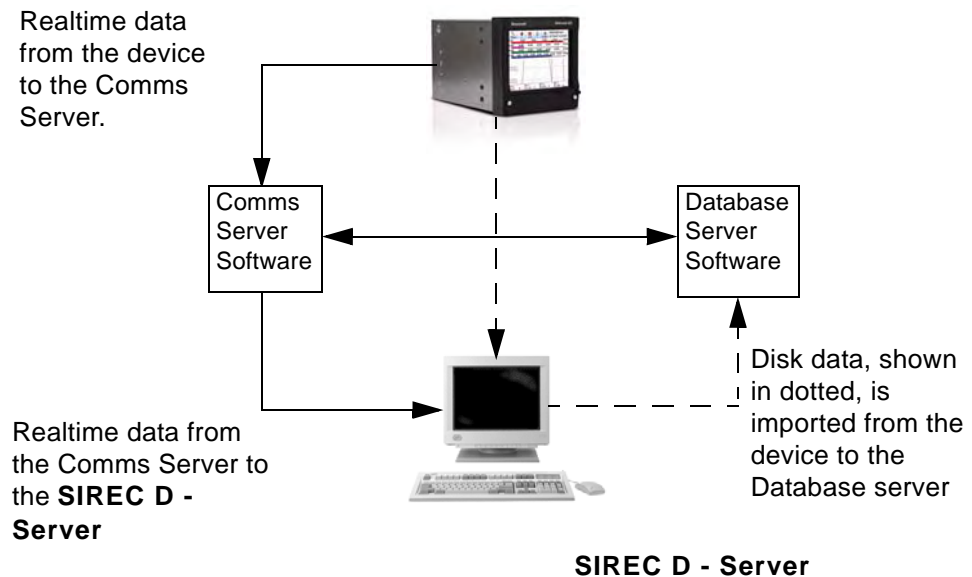 Realtime data
from the device
to the Comms
Server.
Comms
Server
Software
Database
Server
Software
Disk data, shown
in dotted, is
imported from the
device to the
Database server
Realtime data from
the Comms Server to
the SIREC D -
Server
SIREC D - Server